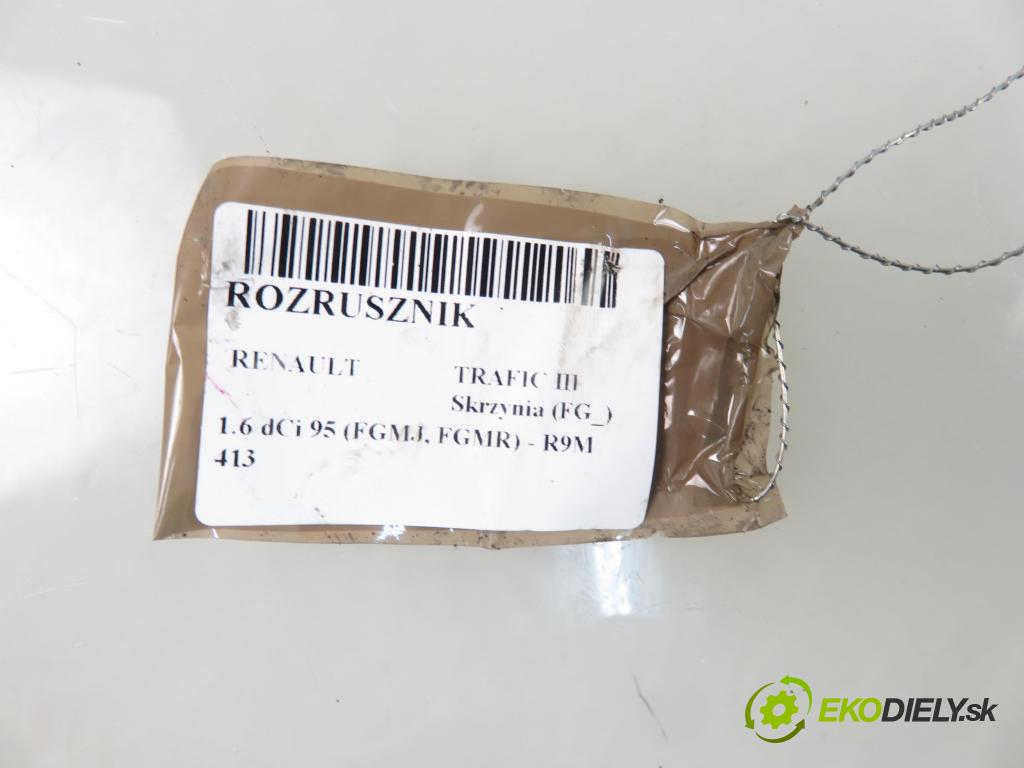 ROZRUSZNIK
RENAULT TRAFIC III
Skrzynia (FG_)
1.6 dCi 95 (FGMJ, FGMR) - R9M
413
EKODIELY.sk